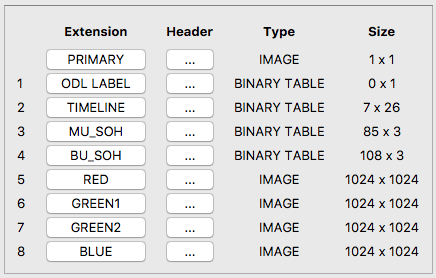 Extension Header Type Size
PRIMARY ... IMAGE 1 x 1
1 ODL LABEL ... BINARY TABLE 0 x 1
2 TIMELINE ... BINARY TABLE 7 x 26
3 MU_SOH ... BINARY TABLE 85 x 3
4 BU_SOH ... BINARY TABLE 108 x 3
5 RED ... IMAGE 1024 x 1024
6 GREEN1 ... IMAGE 1024 x 1024
7 GREEN2 ... IMAGE 1024 x 1024
8 BLUE ... IMAGE 1024 x 1024